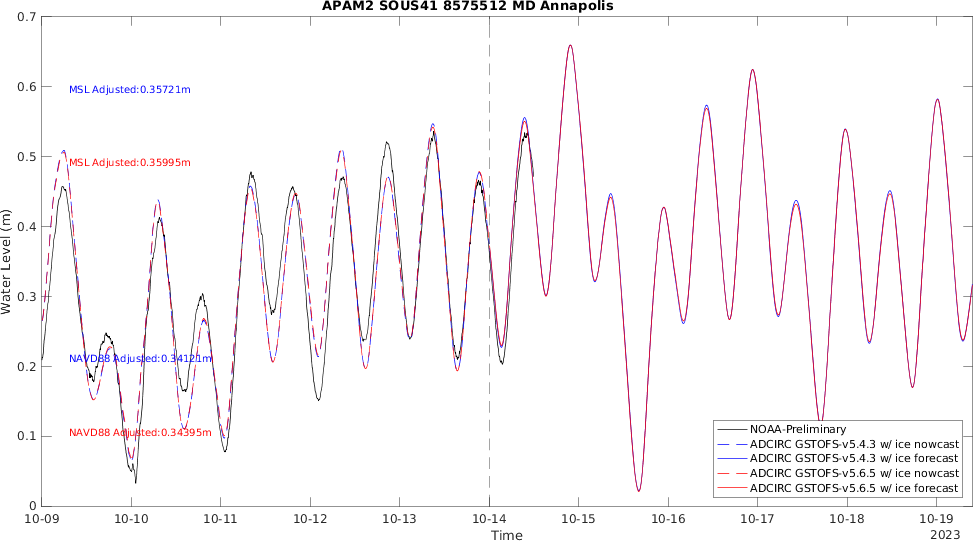 APAM2 SOUS41 8575512 MD Annapolis
0.7
0.6
0.5
0.4
0.3
0.2
0.1
0
Water Level (m)
MSL Adjusted:0.35721m
MSL Adjusted:0.35995m
NAVD88 Adjusted:0.34121m
NAVD88 Adjusted:0.34395m
NOAA-Preliminary
ADCIRC GSTOFS-v5.4.3 w/ ice nowcast
ADCIRC GSTOFS-v5.4.3 w/ ice forecast
ADCIRC GSTOFS-v5.6.5 w/ ice nowcast
ADCIRC GSTOFS-v5.6.5 w/ ice forecast
10-09 10-10 10-11 10-12 10-13 10-14 10-15 10-16 10-17 10-18 10-19
Time
2023